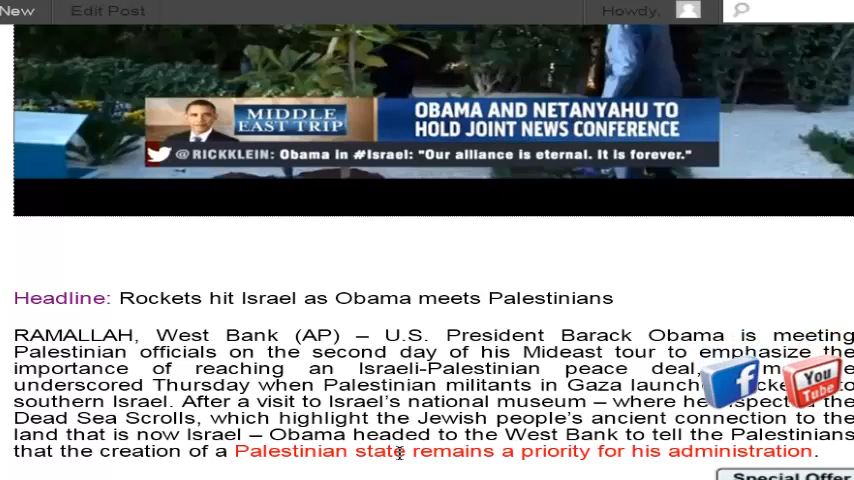 New Edit Post Howdy,
MIDDLE EAST TRIP
OBAMA AND NETANYAHU TO
HOLD JOINT NEWS CONFERENCE
@RICKKLEIN: Obama in #Israel: "Our alliance is eternal. It is forever."
Headline: Rockets hit Israel as Obama meets Palestinians
RAMALLAH, West Bank (AP) – U.S. President Barack Obama is meeting
Palestinian officials on the second day of his Mideast tour to emphasize the
importance of reaching an Israeli-Palestinian peace deal,
underscored Thursday when Palestinian militants in Gaza
southern Israel. After a visit to Israel's national museum – where he the
Dead Sea Scrolls, which highlight the Jewish people's ancient connection to the
land that is now Israel – Obama headed to the West Bank to tell the Palestinians
that the creation of a Palestinian state remains a priority for his administration.
You
Tube
Special Offer